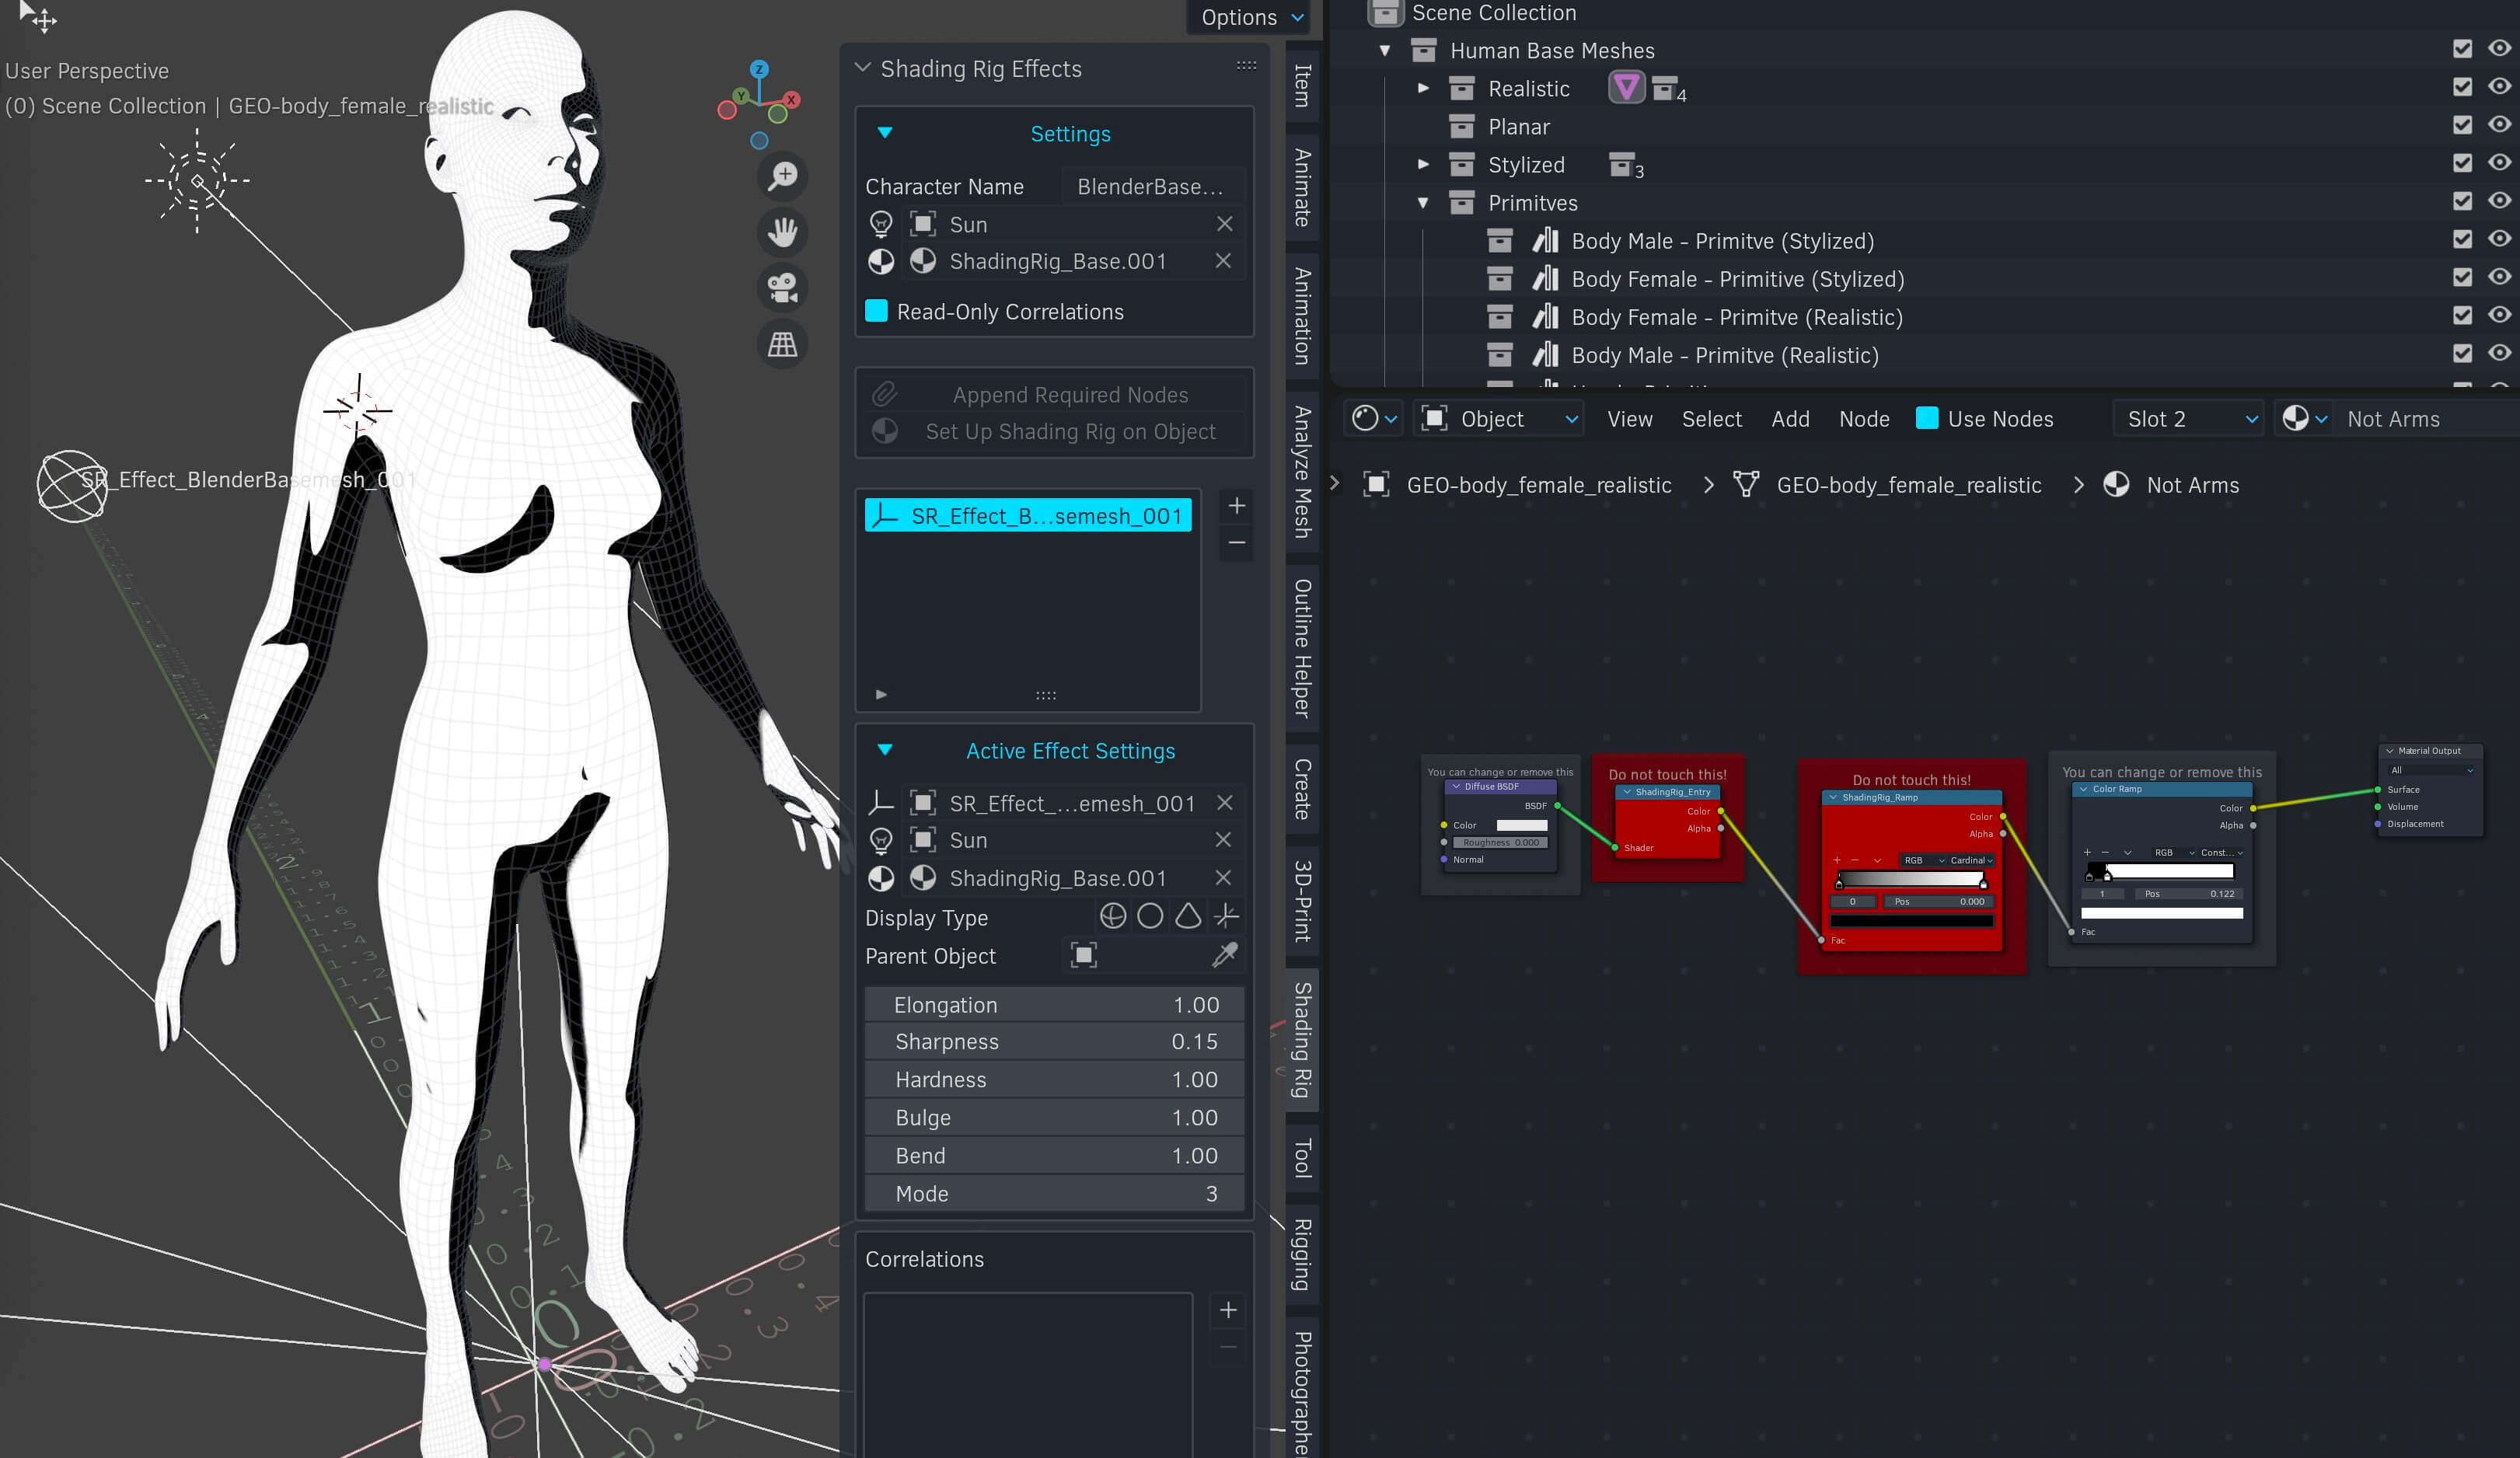 Options
User Perspective
(0) Scene Collection | GEO-body_female_realistic
Z
Y
X
SR_Effect_BlenderBasemesh_001
Shading Rig Effects
Settings
Character Name
BlenderBase...
Sun
ShadingRig_Base.001
Read-Only Correlations
Append Required Nodes
Set Up Shading Rig on Object
SR_Effect_B...semesh_001
Active Effect Settings
SR_Effect_...emesh_001
Sun
ShadingRig_Base.001
Display Type
Parent Object
Elongation 1.00
Sharpness 0.15
Hardness 1.00
Bulge 1.00
Bend 1.00
Mode 3
Correlations
Item
Animate
Animation
Analyze Mesh
Outline Helper
Create
3D-Print
Shading Rig
Tool
Rigging
Scene Collection
Human Base Meshes
Realistic 4
Planar
Stylized 3
Primitves
Body Male - Primitve (Stylized)
Body Female - Primitive (Stylized)
Body Female - Primitve (Realistic)
Body Male - Primitve (Realistic)
Object View Select Add Node Use Nodes Slot 2 Not Arms
GEO-body_female_realistic > GEO-body_female_realistic > Not Arms
You can change or remove this
Diffuse BSDF
BSDF
Color
Roughness 0.000
Normal
Do not touch this!
ShadingRig_Entry
Color
Alpha
Shader
Do not touch this!
ShadingRig_Ramp
Color
Alpha
RGB Cardinal
0 Pos 0.000
Fac
You can change or remove this
Color Ramp
Color
Alpha
RGB Const...
1 Pos 0.122
Fac
Material Output
All
Surface
Volume
Displacement